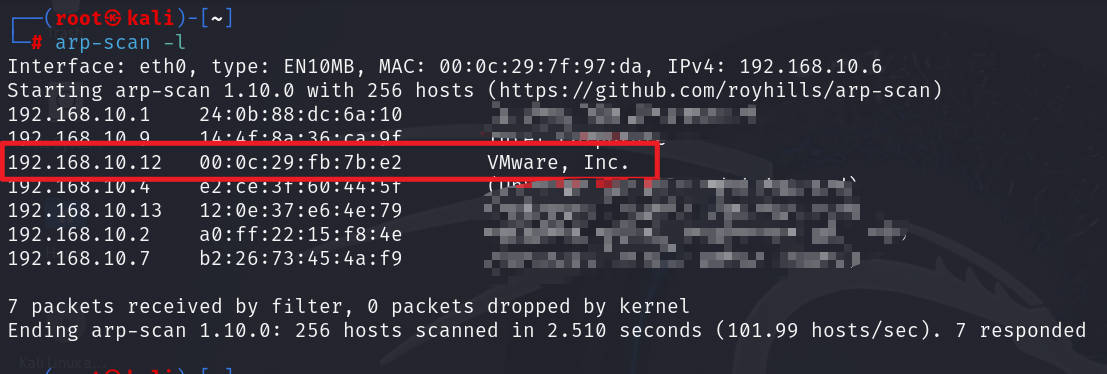 ┌──(root㉿kali)-[~]
└─# arp-scan -l
Interface: eth0, type: EN10MB, MAC: 00:0c:29:7f:97:da, IPv4: 192.168.10.6
Starting arp-scan 1.10.0 with 256 hosts (https://github.com/royhills/arp-scan)
192.168.10.1 24:0b:88:dc:6a:10
192.168.10.9 14:4f:8a:36:ca:9f
192.168.10.12 00:0c:29:fb:7b:e2 VMware, Inc.
192.168.10.4 e2:ce:3f:60:44:5f
192.168.10.13 12:0e:37:e6:4e:79
192.168.10.2 a0:ff:22:15:f8:4e
192.168.10.7 b2:26:73:45:4a:f9
7 packets received by filter, 0 packets dropped by kernel
Ending arp-scan 1.10.0: 256 hosts scanned in 2.510 seconds (101.99 hosts/sec). 7 responded
┌──(root㉿kali)-[~]